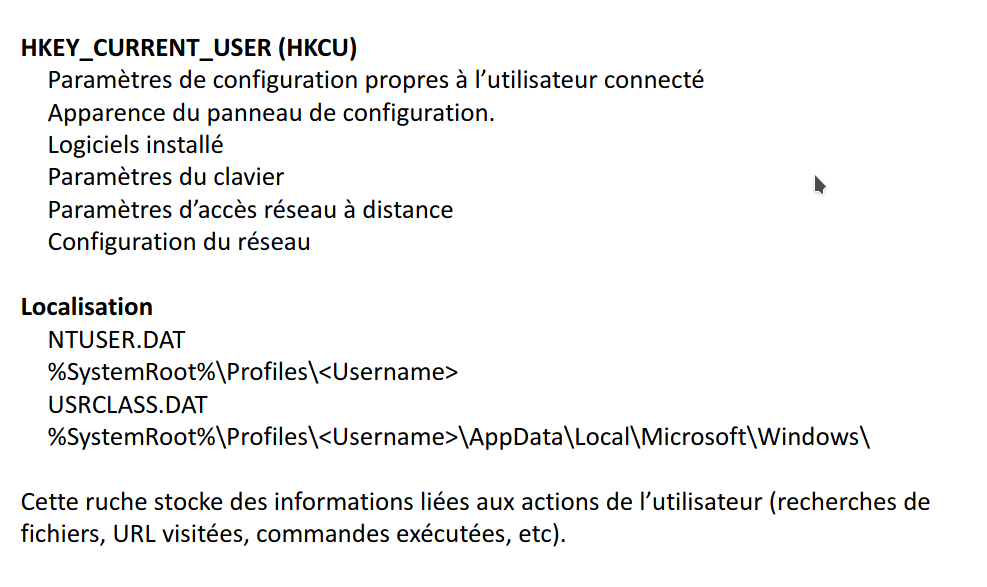 HKEY_CURRENT_USER (HKCU)
Paramètres de configuration propres à l’utilisateur connecté
Apparence du panneau de configuration.
Logiciels installé
Paramètres du clavier
Paramètres d’accès réseau à distance
Configuration du réseau
Localisation
NTUSER.DAT
%SystemRoot%\Profiles\<Username>
USRCLASS.DAT
%SystemRoot%\Profiles\<Username>\AppData\Local\Microsoft\Windows\
Cette ruche stocke des informations liées aux actions de l’utilisateur (recherches de
fichiers, URL visitées, commandes exécutées, etc).